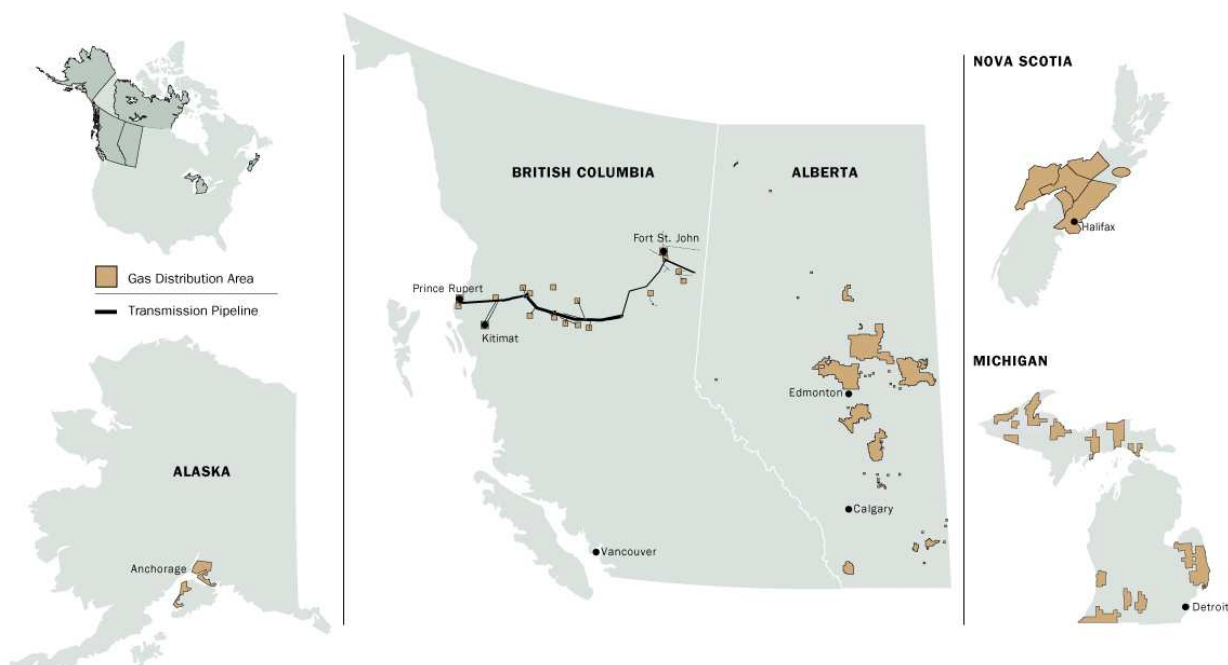 Gas Distribution Area
Transmission Pipeline
ALASKA
Anchorage
BRITISH COLUMBIA
ALBERTA
Fort St. John
Prince Rupert
Kitimat
Edmonton
Calgary
Vancouver
NOVA SCOTIA
Halifax
MICHIGAN
Detroit